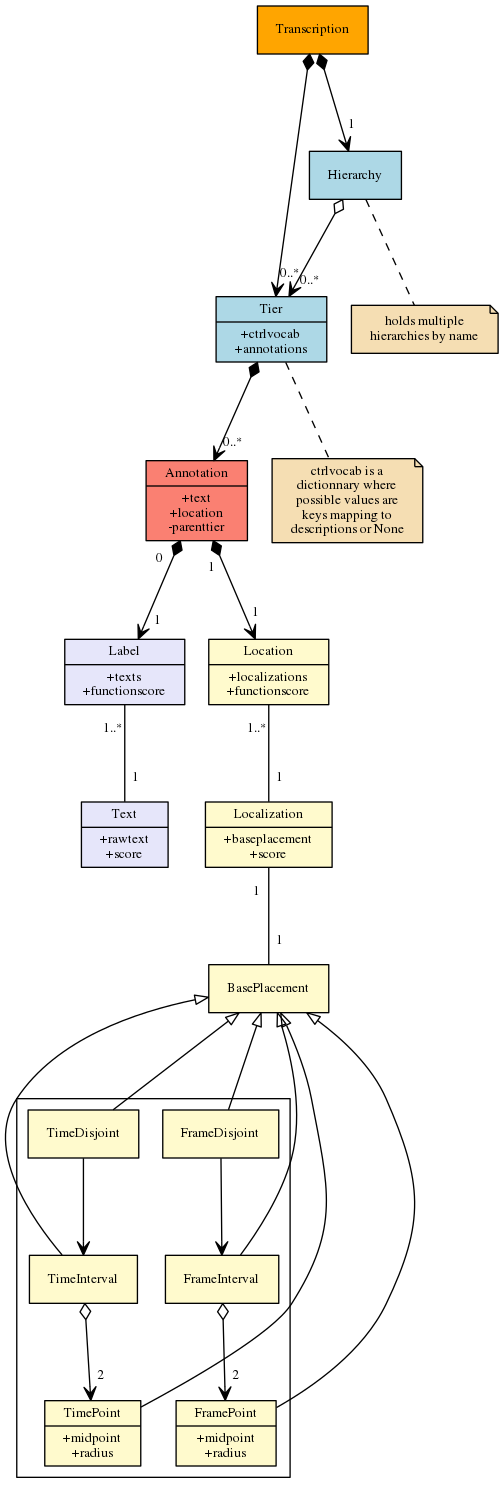 Transcription
1
Hierarchy
0..*
0..*
Tier
+ctrlvocab
+annotations
holds multiple
hierarchies by name
0..*
Annotation
+text
+location
-parenttier
ctrlvocab is a
dictionnary where
possible values are
keys mapping to
descriptions or None
0
1
1
1
Label
+texts
+functionscore
Location
+localizations
+functionscore
1..*
1..*
1
1
Text
+rawtext
+score
Localization
+baseplacement
+score
1
1
BasePlacement
TimeDisjoint
FrameDisjoint
TimeInterval
FrameInterval
2
2
TimePoint
+midpoint
+radius
FramePoint
+midpoint
+radius